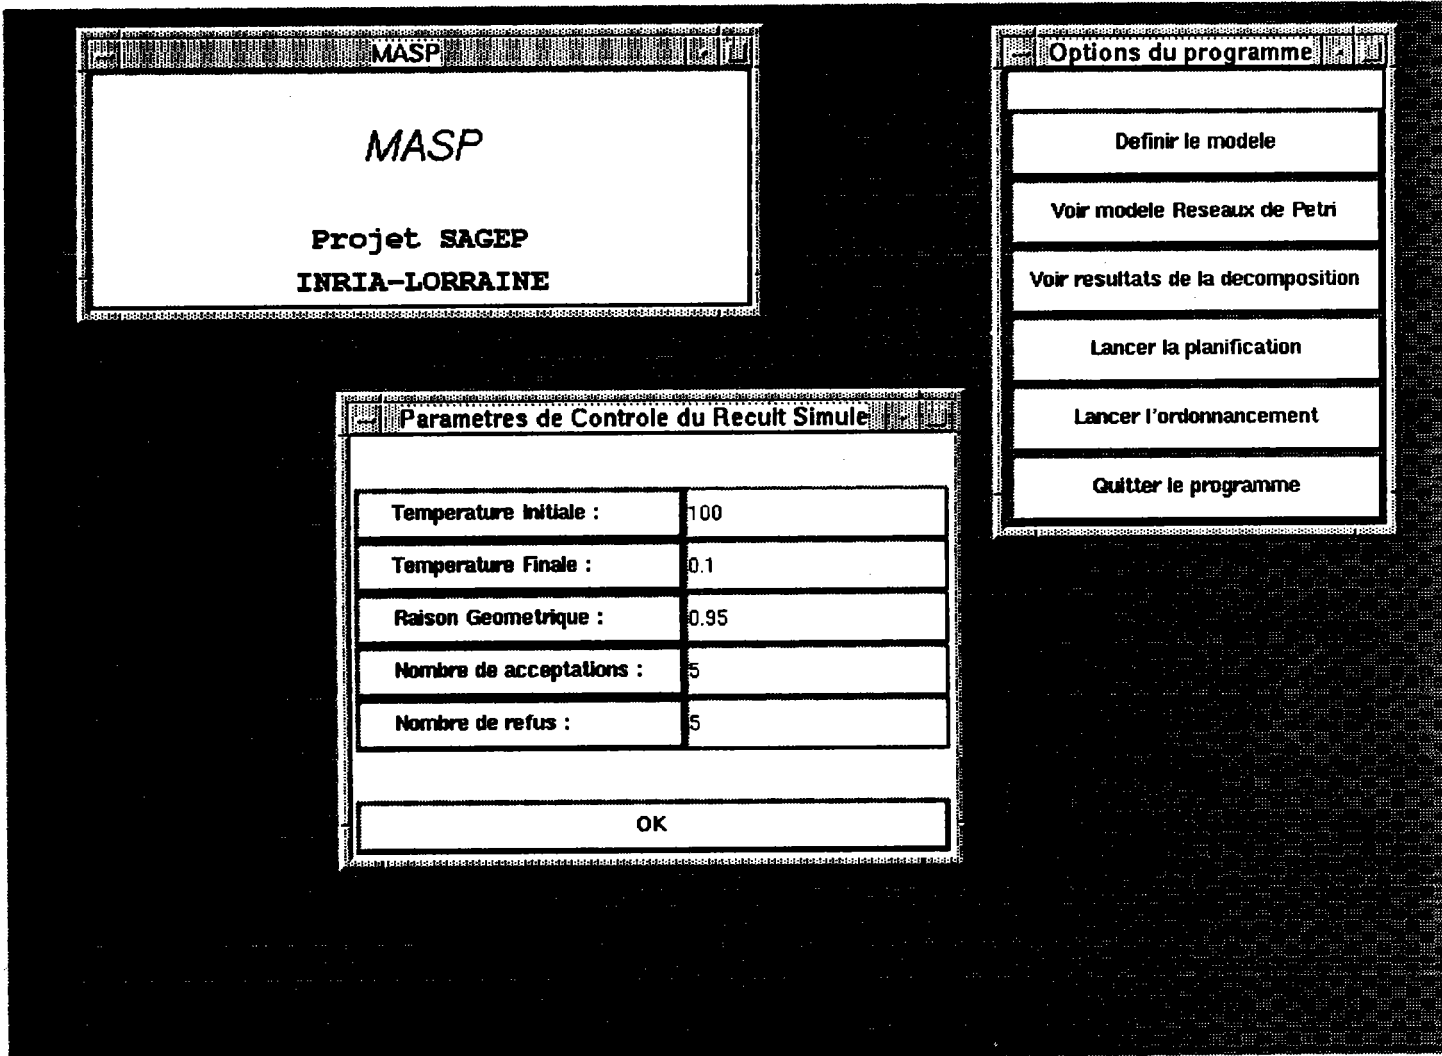 MASP
MASP
Projet SAGEP
INRIA-LORRAINE
Options du programme
Definir le modele
Voir modele Reseaux de Petri
Voir resultats de la decomposition
Lancer la planification
Lancer l'ordonnancement
Quitter le programme
Parametres de Controle du Recuit Simule
Temperature Initiale : 100
Temperature Finale : 0.1
Raison Geometrique : 0.95
Nombre de acceptations : 5
Nombre de refus : 5
OK